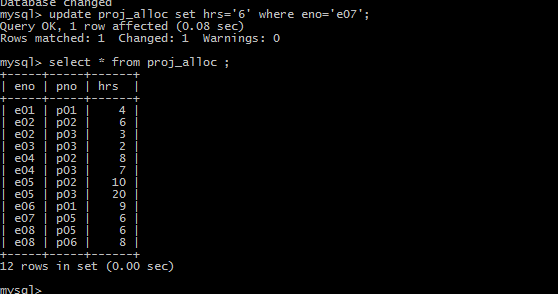 Database changed
mysql> update proj_alloc set hrs='6' where eno='e07';
Query OK, 1 row affected (0.08 sec)
Rows matched: 1  Changed: 1  Warnings: 0

mysql> select * from proj_alloc ;
+-----+-----+------+
| eno | pno | hrs  |
+-----+-----+------+
| e01 | p01 |    4 |
| e02 | p02 |    6 |
| e02 | p03 |    3 |
| e03 | p03 |    2 |
| e04 | p02 |    8 |
| e04 | p03 |    7 |
| e05 | p02 |   10 |
| e05 | p03 |   20 |
| e06 | p01 |    9 |
| e07 | p05 |    6 |
| e08 | p05 |    6 |
| e08 | p06 |    8 |
+-----+-----+------+
12 rows in set (0.00 sec)

mysql>